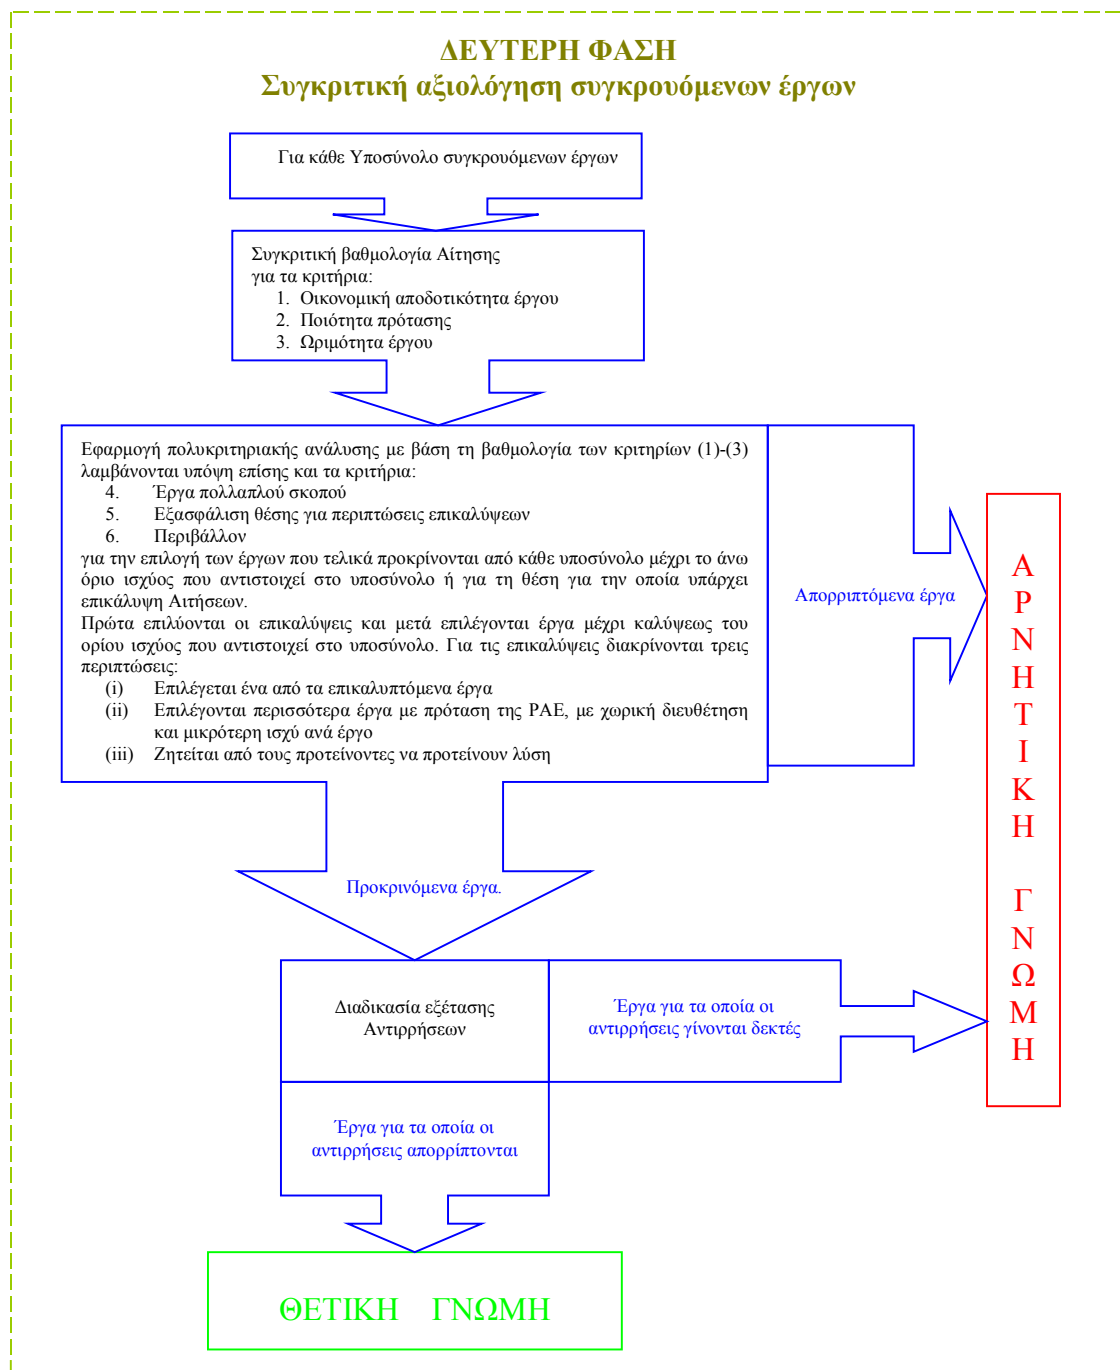 ΔΕΥΤΕΡΗ ΦΑΣΗ
Συγκριτική αξιολόγηση συγκρουόμενων έργων
Για κάθε Υποσύνολο συγκρουόμενων έργων
Συγκριτική βαθμολογία Αίτησης
για τα κριτήρια:
1. Οικονομική αποδοτικότητα έργου
2. Ποιότητα πρότασης
3. Ωριμότητα έργου
Εφαρμογή πολυκριτηριακής ανάλυσης με βάση τη βαθμολογία των κριτηρίων (1)-(3)
λαμβάνονται υπόψη επίσης και τα κριτήρια:
4. Έργα πολλαπλού σκοπού
5. Εξασφάλιση θέσης για περιπτώσεις επικαλύψεων
6. Περιβάλλον
για την επιλογή των έργων που τελικά προκρίνονται από κάθε υποσύνολο μέχρι το άνω
όριο ισχύος που αντιστοιχεί στο υποσύνολο ή για τη θέση για την οποία υπάρχει
επικάλυψη Αιτήσεων.
Πρώτα επιλύονται οι επικαλύψεις και μετά επιλέγονται έργα μέχρι καλύψεως του
ορίου ισχύος που αντιστοιχεί στο υποσύνολο. Για τις επικαλύψεις διακρίνονται τρεις
περιπτώσεις:
(i) Επιλέγεται ένα από τα επικαλυπτόμενα έργα
(ii) Επιλέγονται περισσότερα έργα με πρόταση της ΡΑΕ, με χωρική διευθέτηση
και μικρότερη ισχύ ανά έργο
(iii) Ζητείται από τους προτείνοντες να προτείνουν λύση
Απορριπτόμενα έργα
Α
Ρ
Ν
Η
Τ
Ι
Κ
Η
Γ
Ν
Ω
Μ
Η
Προκρινόμενα έργα.
Διαδικασία εξέτασης
Αντιρρήσεων
Έργα για τα οποία οι
αντιρρήσεις γίνονται δεκτές
Έργα για τα οποία οι
αντιρρήσεις απορρίπτονται
ΘΕΤΙΚΗ ΓΝΩΜΗ